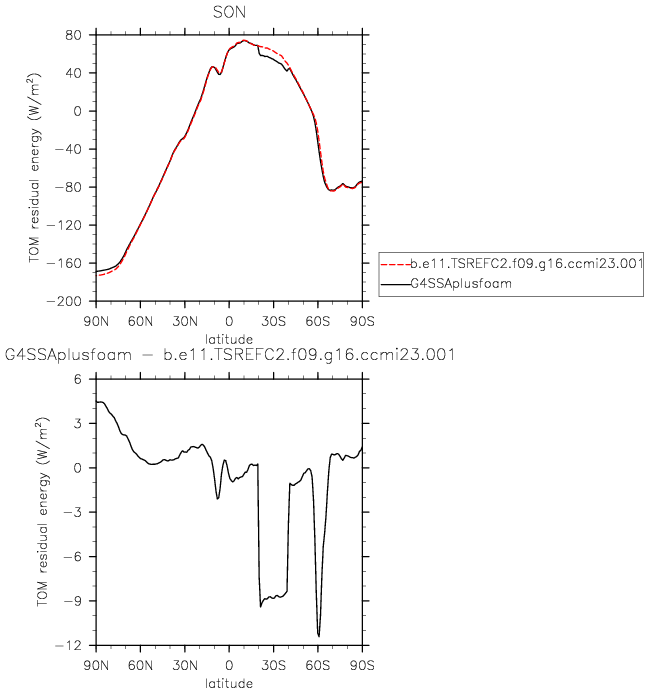 SON
80
40
0
−40
−80
−120
−160
−200
TOM residual energy (W/m²)
90N 60N 30N 0 30S 60S 90S
latitude
b.e11.TSREFC2.f09.g16.ccmi23.001
G4SSAplusfoam
G4SSAplusfoam − b.e11.TSREFC2.f09.g16.ccmi23.001
6
3
0
−3
−6
−9
−12
TOM residual energy (W/m²)
90N 60N 30N 0 30S 60S 90S
latitude